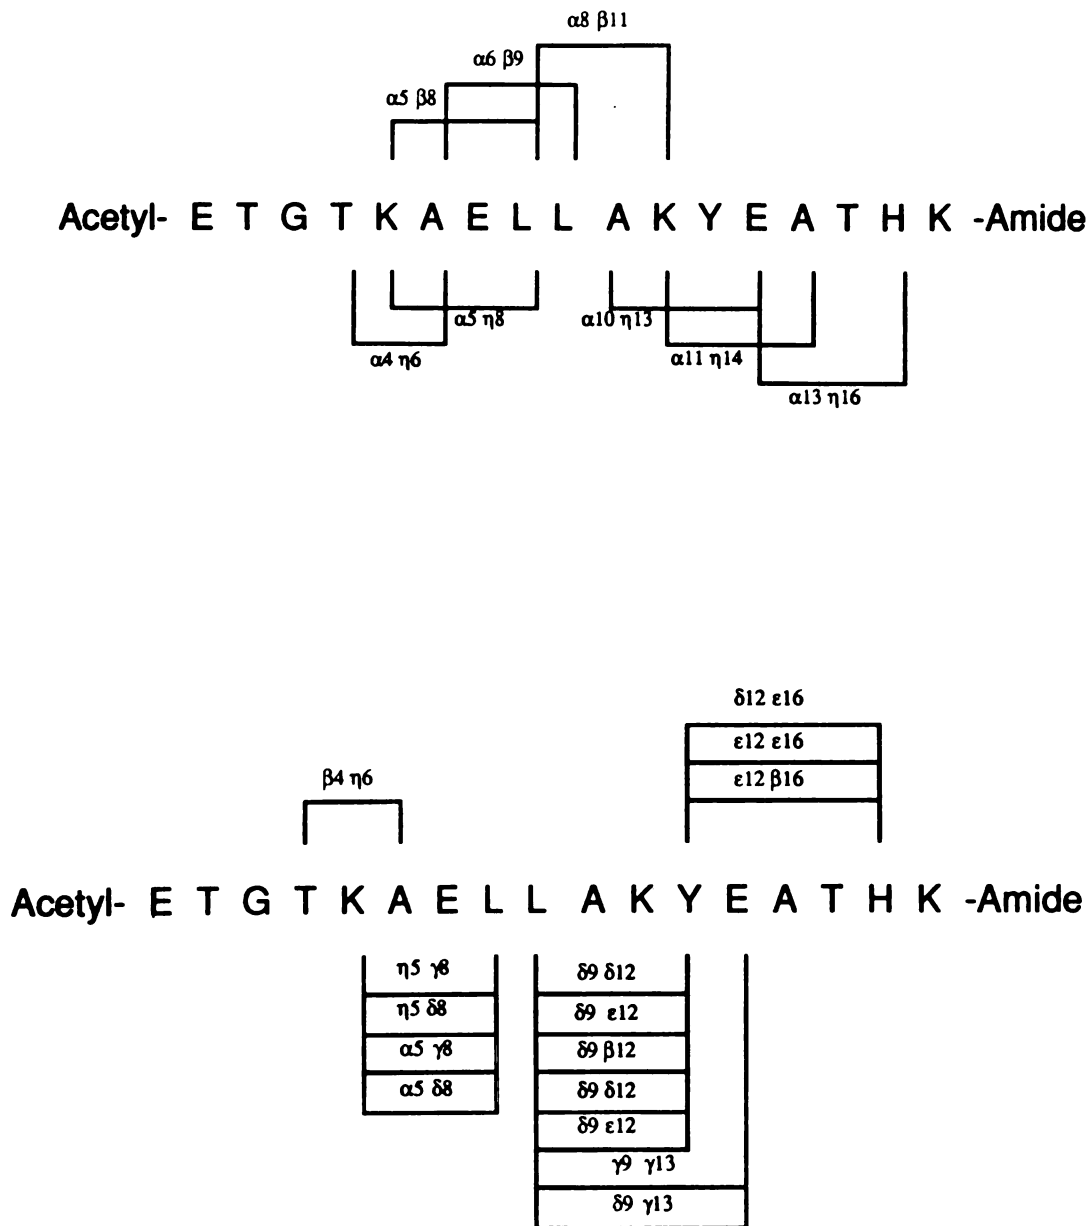 α8 β11
α6 β9
α5 β8
Acetyl- E T G T K A E L L A K Y E A T H K -Amide
α5 η8 α10 η13
α4 η6 α11 η14
α13 η16
δ12 ε16
ε12 ε16
β4 η6 ε12 β16
Acetyl- E T G T K A E L L A K Y E A T H K -Amide
η5 γ8 δ9 δ12
η5 δ8 δ9 ε12
α5 γ8 δ9 β12
α5 δ8 δ9 δ12
δ9 ε12
γ9 γ13
δ9 γ13